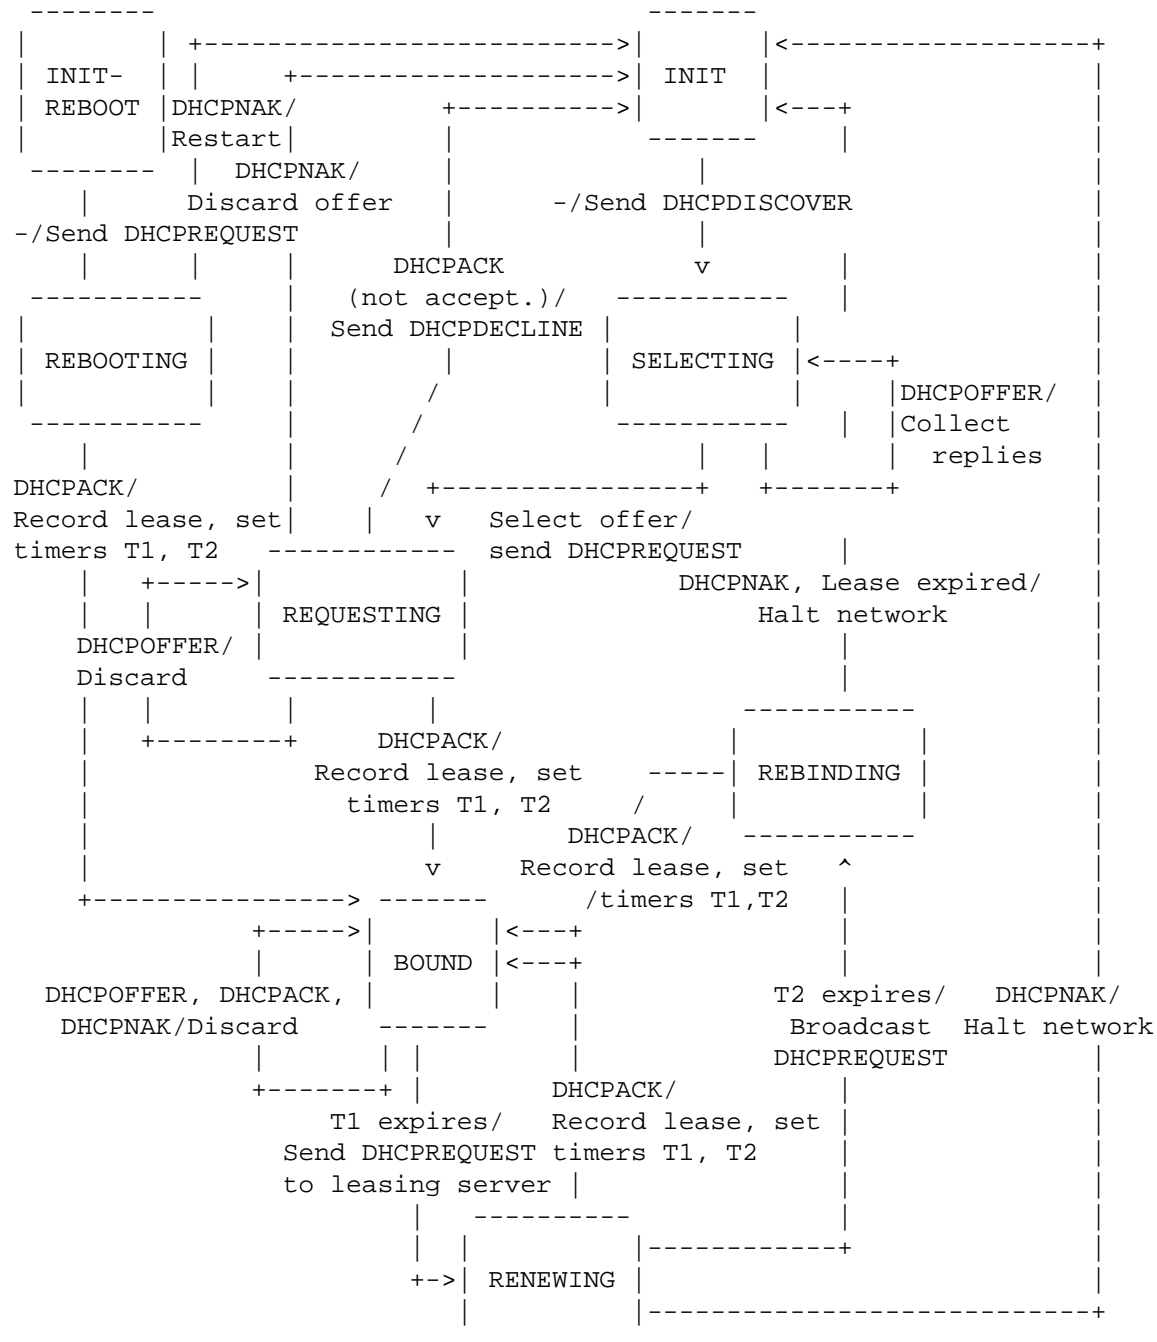 INIT- INIT
REBOOT DHCPNAK/
Restart
DHCPNAK/
Discard offer -/Send DHCPDISCOVER
-/Send DHCPREQUEST
DHCPACK
(not accept.)/
Send DHCPDECLINE
REBOOTING SELECTING
DHCPOFFER/
Collect
replies
DHCPACK/
Record lease, set Select offer/
timers T1, T2 send DHCPREQUEST
DHCPNAK, Lease expired/
REQUESTING Halt network
DHCPOFFER/
Discard
DHCPACK/
Record lease, set REBINDING
timers T1, T2
DHCPACK/
Record lease, set
/timers T1,T2
BOUND
DHCPOFFER, DHCPACK, T2 expires/ DHCPNAK/
DHCPNAK/Discard Broadcast Halt network
DHCPREQUEST
DHCPACK/
T1 expires/ Record lease, set
Send DHCPREQUEST timers T1, T2
to leasing server
RENEWING